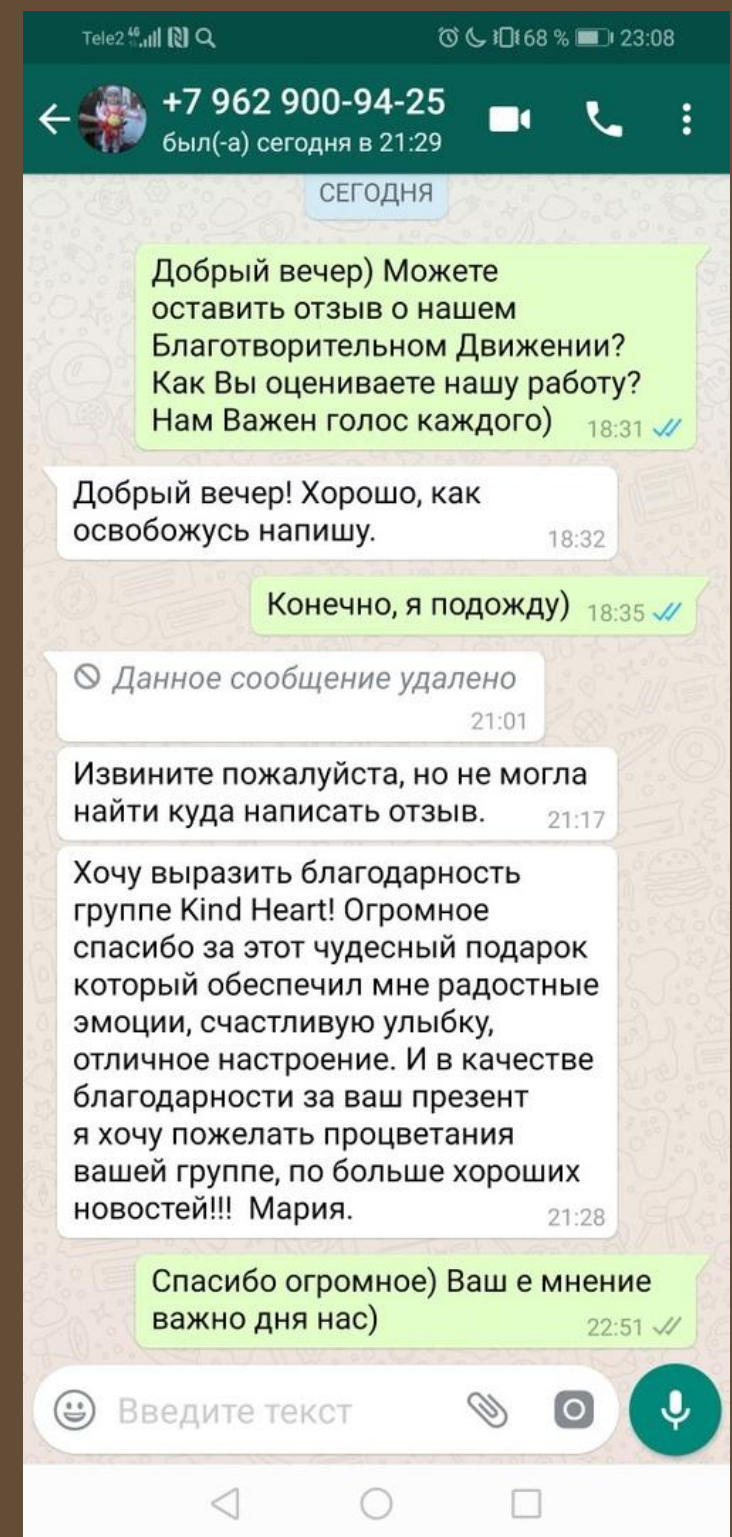 Tele2 4G 68 % 23:08
+7 962 900-94-25
был(-а) сегодня в 21:29
СЕГОДНЯ
Добрый вечер) Можете
оставить отзыв о нашем
Благотворительном Движении?
Как Вы оцениваете нашу работу?
Нам Важен голос каждого) 18:31
Добрый вечер! Хорошо, как
освобожусь напишу. 18:32
Конечно, я подожду) 18:35
Данное сообщение удалено
21:01
Извините пожалуйста, но не могла
найти куда написать отзыв. 21:17
Хочу выразить благодарность
группе Kind Heart! Огромное
спасибо за этот чудесный подарок
который обеспечил мне радостные
эмоции, счастливую улыбку,
отличное настроение. И в качестве
благодарности за ваш презент
я хочу пожелать процветания
вашей группе, по больше хороших
новостей!!! Мария. 21:28
Спасибо огромное) Ваш е мнение
важно дня нас) 22:51
Введите текст